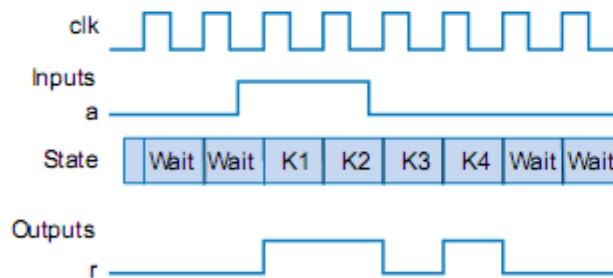 clk
Inputs
a
State Wait Wait K1 K2 K3 K4 Wait Wait
Outputs
r